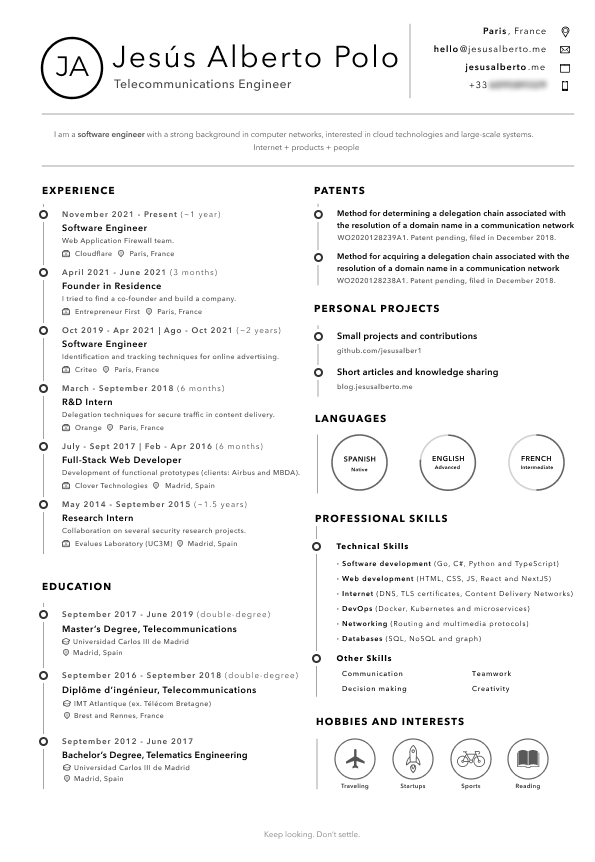 JA
Jesús Alberto Polo
Telecommunications Engineer
Paris, France
hello@jesusalberto.me
jesusalberto.me
+33
I am a software engineer with a strong background in computer networks, interested in cloud technologies and large-scale systems.
Internet + products + people
EXPERIENCE
November 2021 - Present (~1 year)
Software Engineer
Web Application Firewall team.
Cloudflare Paris, France
April 2021 - June 2021 (3 months)
Founder in Residence
I tried to find a co-founder and build a company.
Entrepreneur First Paris, France
Oct 2019 - Apr 2021 | Ago - Oct 2021 (~2 years)
Software Engineer
Identification and tracking techniques for online advertising.
Criteo Paris, France
March - September 2018 (6 months)
R&D Intern
Delegation techniques for secure traffic in content delivery.
Orange Paris, France
July - Sept 2017 | Feb - Apr 2016 (6 months)
Full-Stack Web Developer
Development of functional prototypes (clients: Airbus and MBDA).
Clover Technologies Madrid, Spain
May 2014 - September 2015 (~1.5 years)
Research Intern
Collaboration on several security research projects.
Evalues Laboratory (UC3M) Madrid, Spain
EDUCATION
September 2017 - June 2019 (double-degree)
Master's Degree, Telecommunications
Universidad Carlos III de Madrid
Madrid, Spain
September 2016 - September 2018 (double-degree)
Diplôme d'ingénieur, Telecommunications
IMT Atlantique (ex. Télécom Bretagne)
Brest and Rennes, France
September 2012 - June 2017
Bachelor's Degree, Telematics Engineering
Universidad Carlos III de Madrid
Madrid, Spain
PATENTS
Method for determining a delegation chain associated with
the resolution of a domain name in a communication network
WO2020128239A1. Patent pending, filed in December 2018.
Method for acquiring a delegation chain associated with the
resolution of a domain name in a communication network
WO2020128238A1. Patent pending, filed in December 2018.
PERSONAL PROJECTS
Small projects and contributions
github.com/jesusalber1
Short articles and knowledge sharing
blog.jesusalberto.me
LANGUAGES
SPANISH
Native
ENGLISH
Advanced
FRENCH
Intermediate
PROFESSIONAL SKILLS
Technical Skills
- Software development (Go, C#, Python and TypeScript)
- Web development (HTML, CSS, JS, React and NextJS)
- Internet (DNS, TLS certificates, Content Delivery Networks)
- DevOps (Docker, Kubernetes and microservices)
- Networking (Routing and multimedia protocols)
- Databases (SQL, NoSQL and graph)
Other Skills
Communication Teamwork
Decision making Creativity
HOBBIES AND INTERESTS
Traveling Startups Sports Reading
Keep looking. Don't settle.